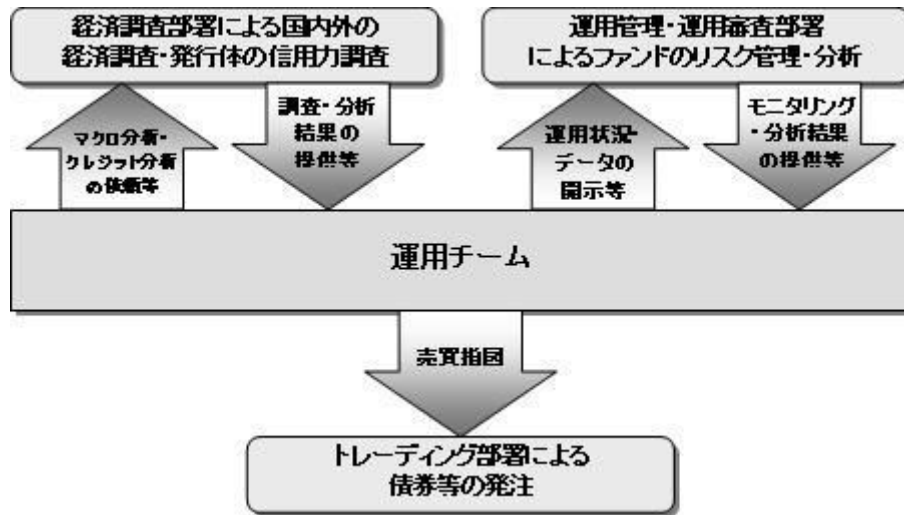 経済調査部署による国内外の
経済調査・発行体の信用力調査
運用管理・運用審査部署
によるファンドのリスク管理・分析
マクロ分析・
クレジット分析
の依頼等
調査・分析
結果の
提供等
運用状況・
データの
開示等
モニタリング
・分析結果
の提供等
運用チーム
売買指図
トレーディング部署による
債券等の発注